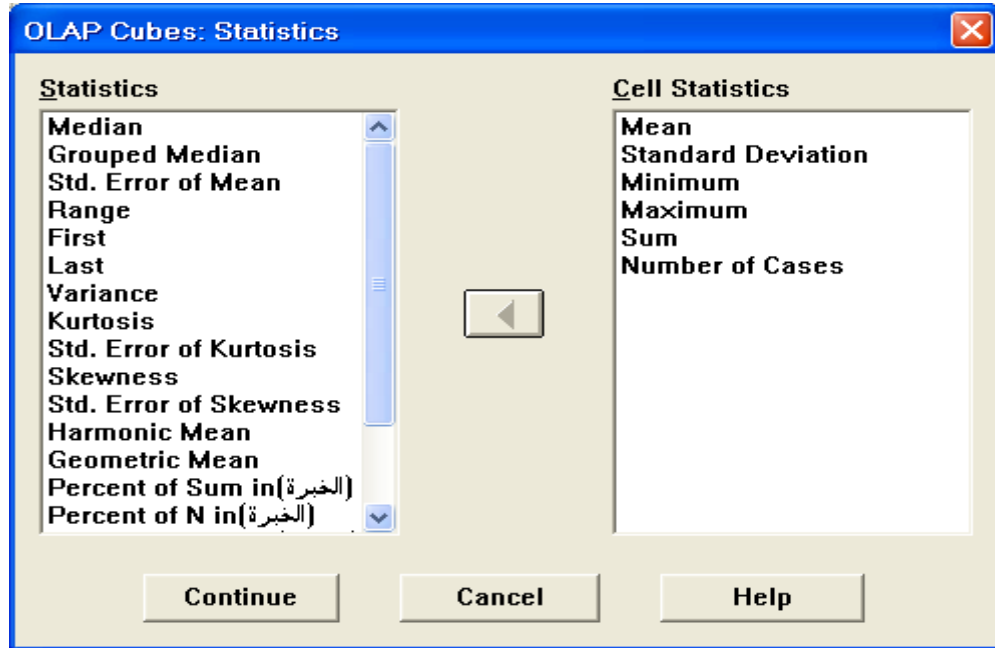 OLAP Cubes: Statistics
Statistics
Median
Grouped Median
Std. Error of Mean
Range
First
Last
Variance
Kurtosis
Std. Error of Kurtosis
Skewness
Std. Error of Skewness
Harmonic Mean
Geometric Mean
Percent of Sum in(الخبرة)
Percent of N in(الخبرة)
Cell Statistics
Mean
Standard Deviation
Minimum
Maximum
Sum
Number of Cases
Continue
Cancel
Help